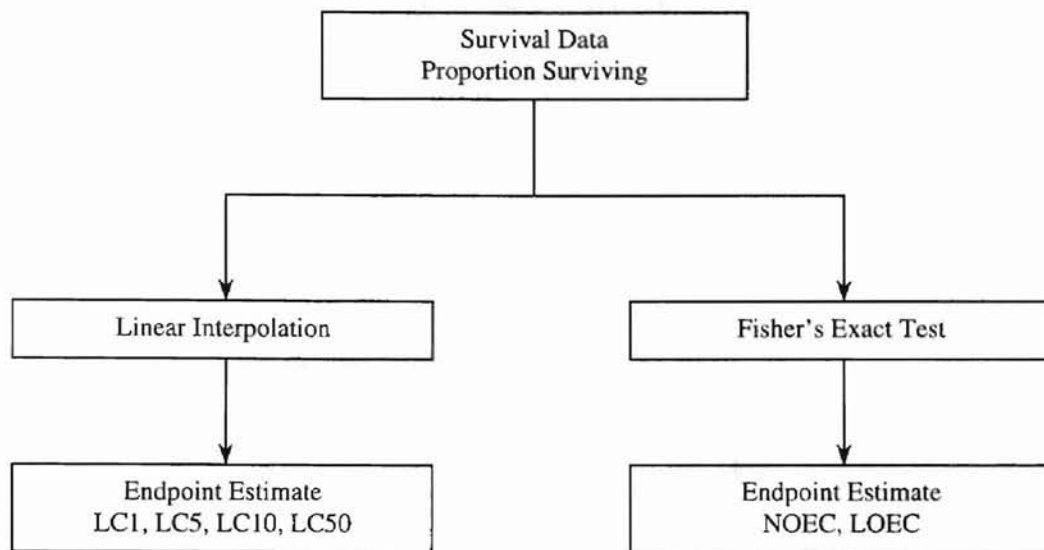 Survival Data
Proportion Surviving
Linear Interpolation
Fisher's Exact Test
Endpoint Estimate
LC1, LC5, LC10, LC50
Endpoint Estimate
NOEC, LOEC